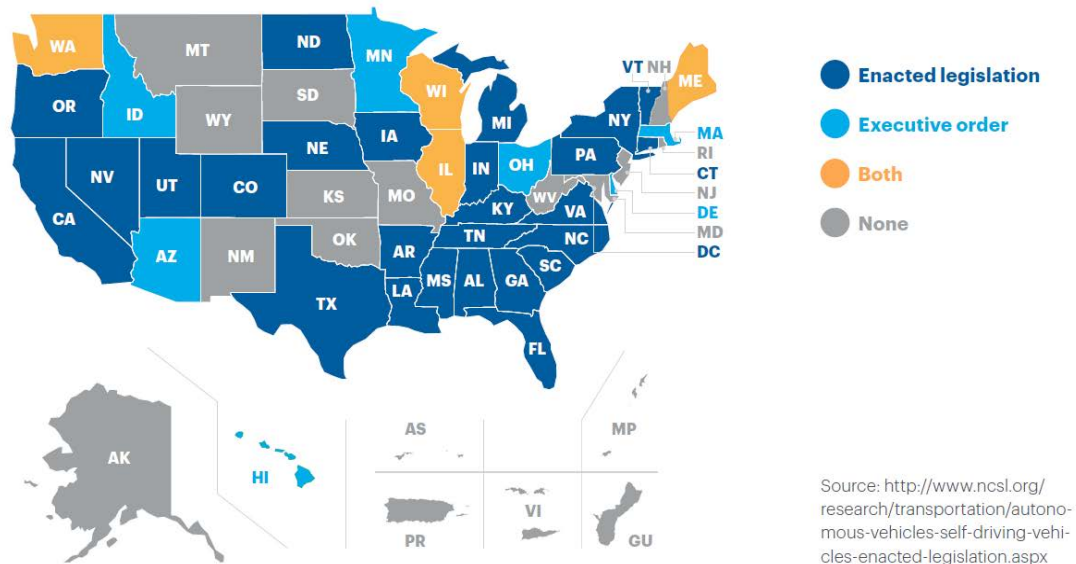 WA
MT
ND
MN
VT NH
ME
OR
ID
WY
SD
WI
MI
NY
MA
RI
CT
NJ
DE
MD
DC
NV
UT
CO
NE
IA
IL
IN
OH
PA
CA
KS
MO
KY
WV
VA
AZ
NM
OK
AR
TN
NC
SC
TX
LA
MS
AL
GA
FL
AK
HI
AS
MP
PR
VI
GU
Enacted legislation
Executive order
Both
None
Source: http://www.ncsl.org/
research/transportation/autono-
mous-vehicles-self-driving-vehi-
cles-enacted-legislation.aspx